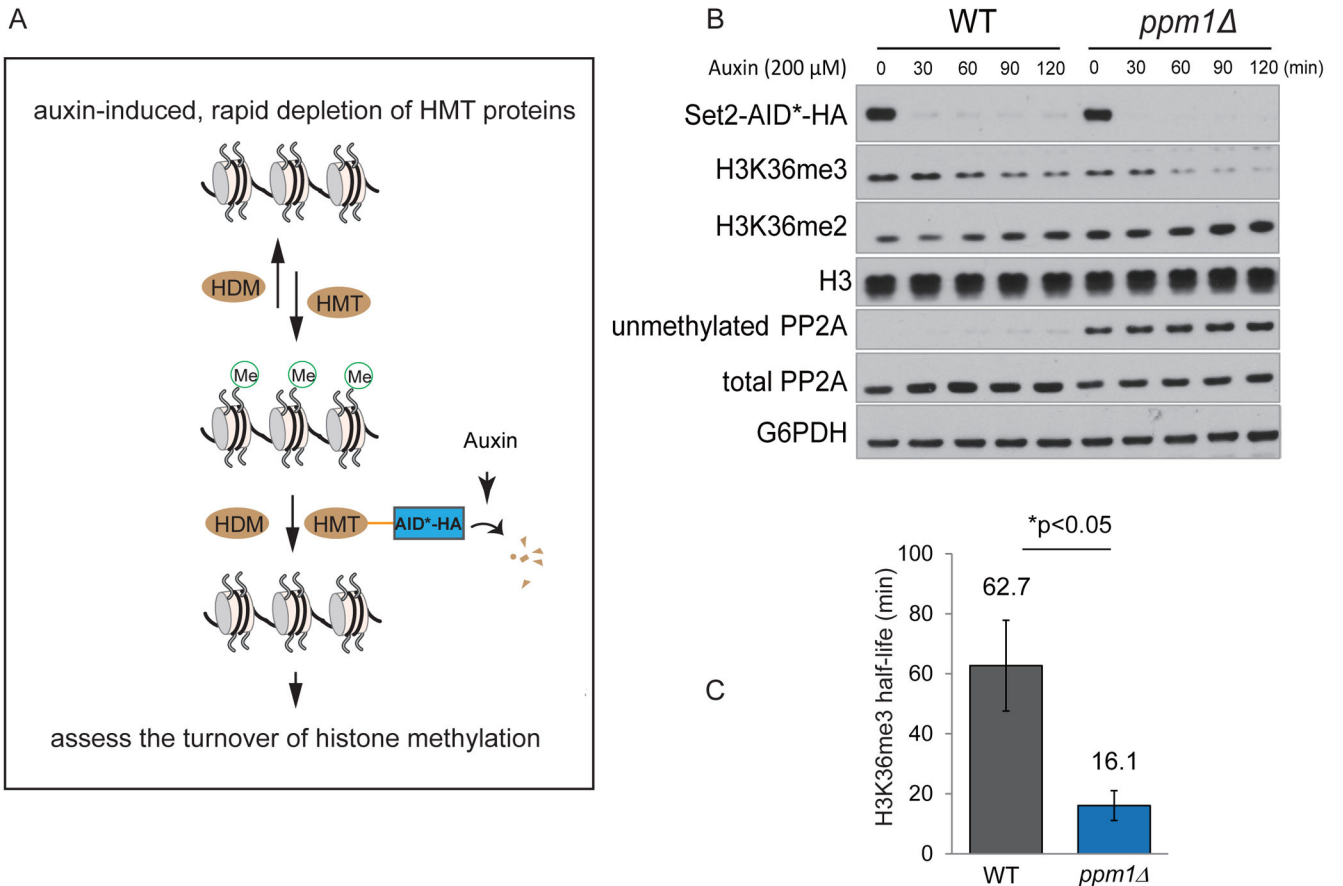 A
auxin-induced, rapid depletion of HMT proteins
HDM
HMT
Me Me Me
Auxin
HDM HMT AID*-HA
assess the turnover of histone methylation
B
WT ppm1Δ
Auxin (200 µM) 0 30 60 90 120 0 30 60 90 120 (min)
Set2-AID*-HA
H3K36me3
H3K36me2
H3
unmethylated PP2A
total PP2A
G6PDH
C
*p<0.05
H3K36me3 half-life (min)
100
80
60
40
20
0
62.7
16.1
WT ppm1Δ